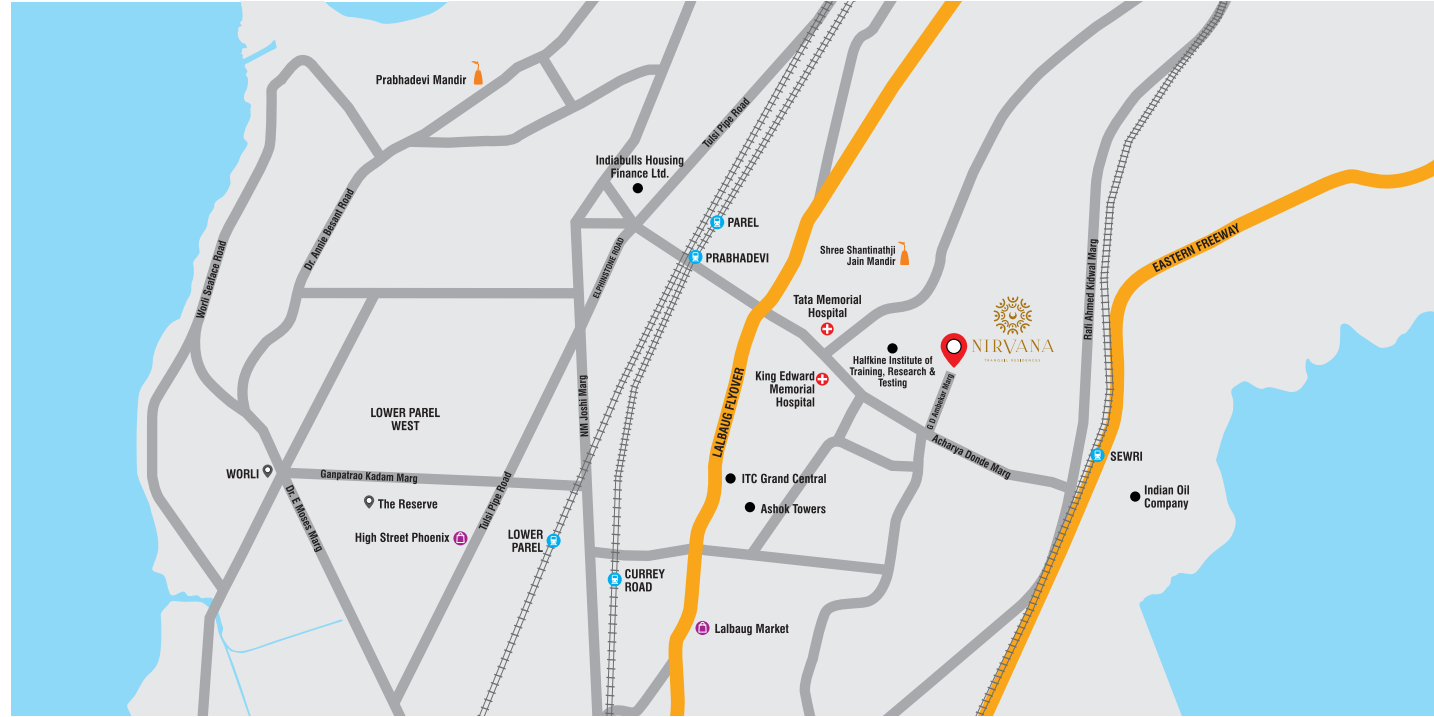 Prabhadevi Mandir
Tulsi Pipe Road
Indiabulls Housing
Finance Ltd.
Dr. Annie Besant Road
Worli Sealace Road
PAREL
PRABHADEVI
ELPHINSTONE ROAD
Shree Shantinathji
Jain Mandir
EASTERN FREEWAY
Rafi Ahmed Kidwai Marg
Tata Memorial
Hospital
NIRVANA
TRANQUIL RESIDENCES
Halfkine Institute of
Training, Research &
Testing
King Edward
Memorial
Hospital
G D Ambekar Marg
LALBAUG FLYOVER
NM Joshi Marg
LOWER PAREL
WEST
Acharya Donde Marg
SEWRI
WORLI
Ganpatrao Kadam Marg
ITC Grand Central
Indian Oil
Company
The Reserve
Ashok Towers
Dr. E Moses Marg
Tulsi Pipe Road
High Street Phoenix
LOWER
PAREL
CURREY
ROAD
Lalbaug Market